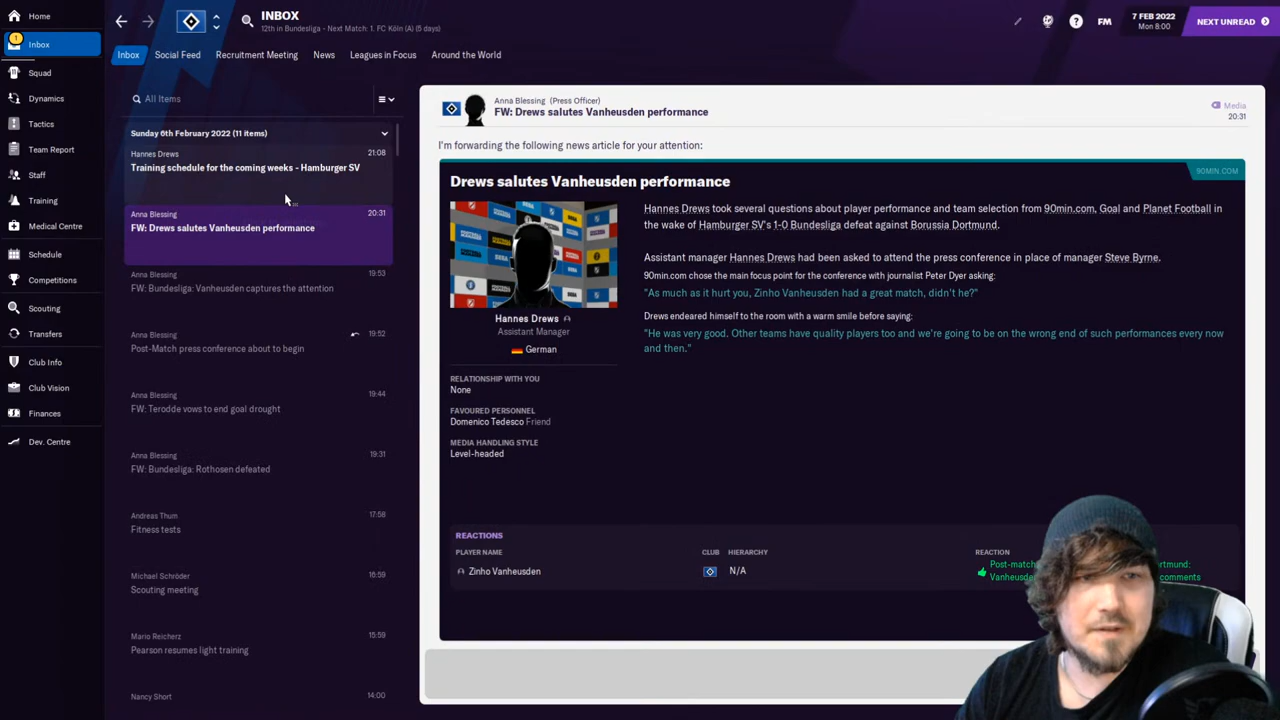 Home
INBOX
12th in Bundesliga - Next Match: 1. FC Köln (A) (5 days)
FM
7 FEB 2022
Mon 8:00
NEXT UNREAD
1
Inbox
Squad
Dynamics
Tactics
Team Report
Staff
Training
Medical Centre
Schedule
Competitions
Scouting
Transfers
Club Info
Club Vision
Finances
Dev. Centre
Inbox
Social Feed
Recruitment Meeting
News
Leagues in Focus
Around the World
All Items
Sunday 6th February 2022 (11 items)
Hannes Drews
21:08
Training schedule for the coming weeks - Hamburger SV
Anna Blessing
20:31
FW: Drews salutes Vanheusden performance
Anna Blessing
19:53
FW: Bundesliga: Vanheusden captures the attention
Anna Blessing
19:52
Post-Match press conference about to begin
Anna Blessing
19:44
FW: Terodde vows to end goal drought
Anna Blessing
19:31
FW: Bundesliga: Rothosen defeated
Andreas Thum
17:58
Fitness tests
Michael Schröder
16:59
Scouting meeting
Mario Reicherz
15:59
Pearson resumes light training
Nancy Short
14:00
Anna Blessing (Press Officer)
FW: Drews salutes Vanheusden performance
Media
20:31
I'm forwarding the following news article for your attention:
90MIN.COM
Drews salutes Vanheusden performance
Hannes Drews
Assistant Manager
German
RELATIONSHIP WITH YOU
None
FAVOURED PERSONNEL
Domenico Tedesco Friend
MEDIA HANDLING STYLE
Level-headed
Hannes Drews took several questions about player performance and team selection from 90min.com, Goal and Planet Football in
the wake of Hamburger SV's 1-0 Bundesliga defeat against Borussia Dortmund.
Assistant manager Hannes Drews had been asked to attend the press conference in place of manager Steve Byrne.
90min.com chose the main focus point for the conference with journalist Peter Dyer asking:
"As much as it hurt you, Zinho Vanheusden had a great match, didn't he?"
Drews endeared himself to the room with a warm smile before saying:
"He was very good. Other teams have quality players too and we're going to be on the wrong end of such performances every now
and then."
REACTIONS
PLAYER NAME
CLUB
HIERARCHY
REACTION
Zinho Vanheusden
N/A
Post-match
comments